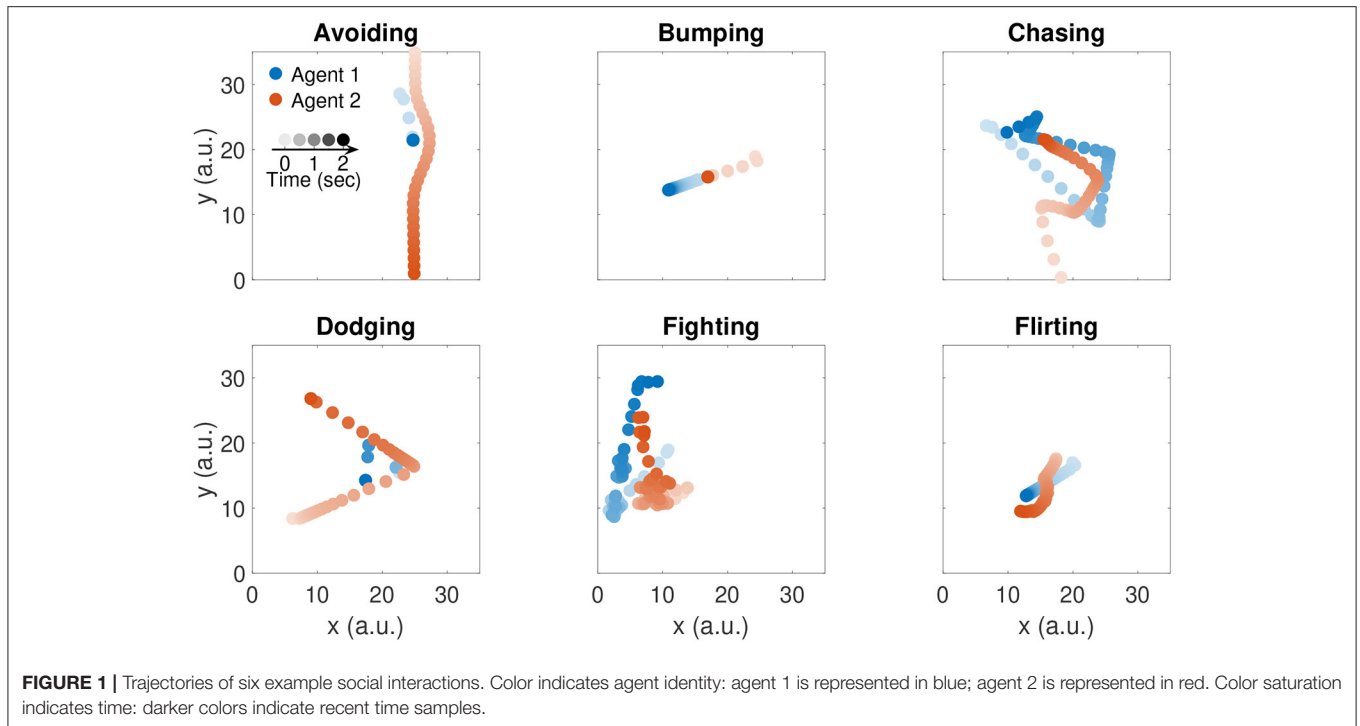 Avoiding
Bumping
Chasing
30
20
10
0
y (a.u.)
Agent 1
Agent 2
0 1 2
Time (sec)
Dodging
Fighting
Flirting
30
20
10
0
y (a.u.)
0 10 20 30
0 10 20 30
0 10 20 30
x (a.u.)
x (a.u.)
x (a.u.)
FIGURE 1 | Trajectories of six example social interactions. Color indicates agent identity: agent 1 is represented in blue; agent 2 is represented in red. Color saturation
indicates time: darker colors indicate recent time samples.